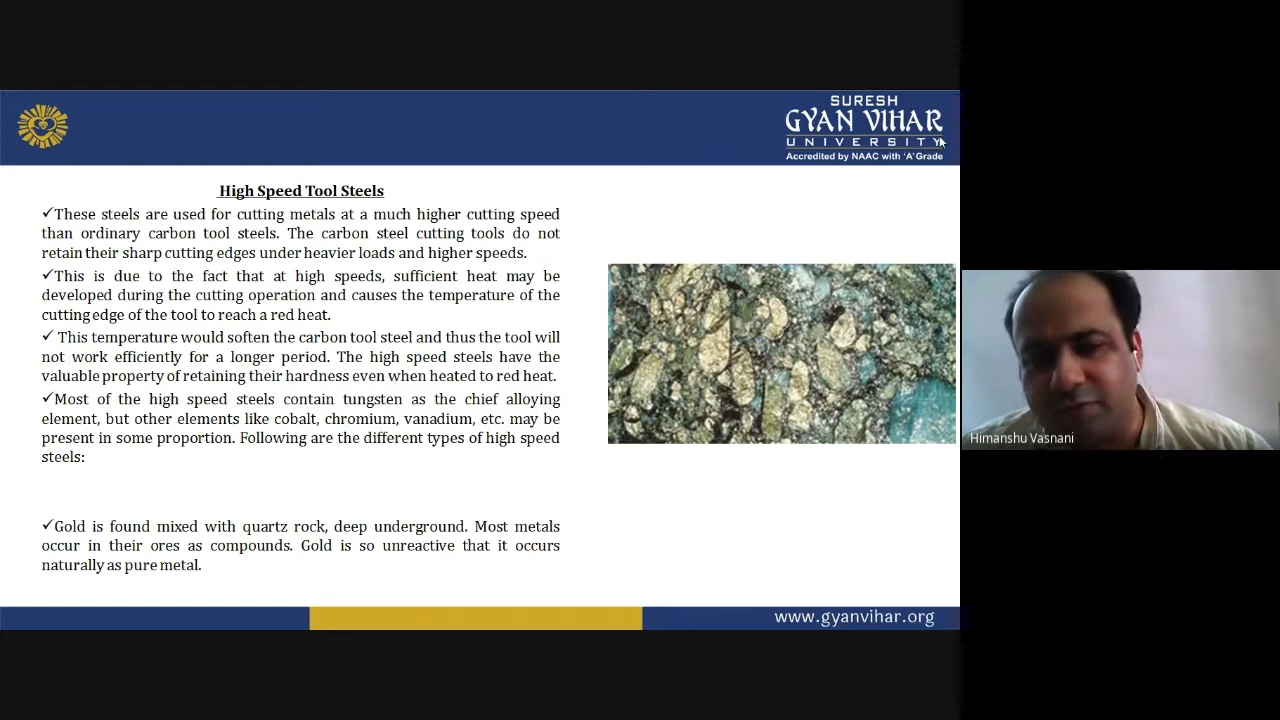 SURESH
GYAN VIHAR
UNIVERSITY
Accredited by NAAC with 'A' Grade
High Speed Tool Steels
✓These steels are used for cutting metals at a much higher cutting speed
than ordinary carbon tool steels. The carbon steel cutting tools do not
retain their sharp cutting edges under heavier loads and higher speeds.
✓This is due to the fact that at high speeds, sufficient heat may be
developed during the cutting operation and causes the temperature of the
cutting edge of the tool to reach a red heat.
✓ This temperature would soften the carbon tool steel and thus the tool will
not work efficiently for a longer period. The high speed steels have the
valuable property of retaining their hardness even when heated to red heat.
✓Most of the high speed steels contain tungsten as the chief alloying
element, but other elements like cobalt, chromium, vanadium, etc. may be
present in some proportion. Following are the different types of high speed
steels:
✓Gold is found mixed with quartz rock, deep underground. Most metals
occur in their ores as compounds. Gold is so unreactive that it occurs
naturally as pure metal.
www.gyanvihar.org
Himanshu Vasnani